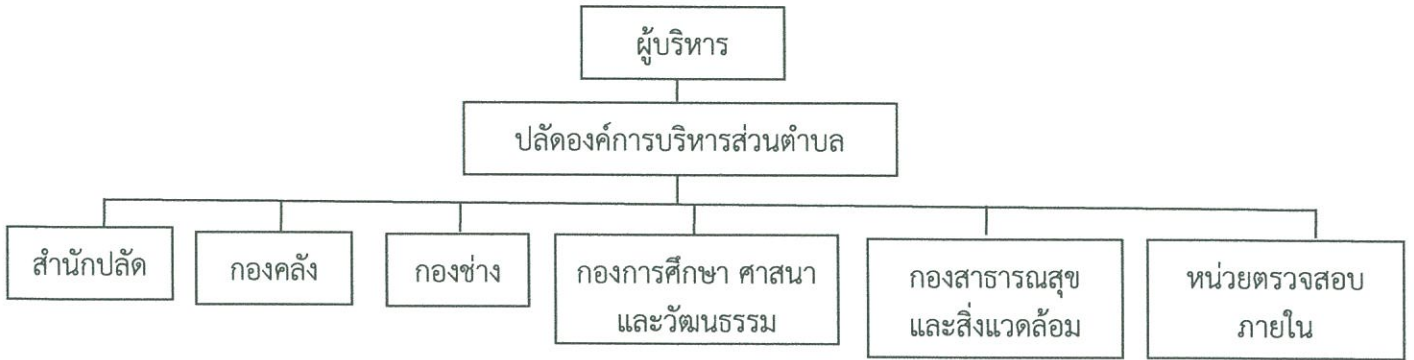 ผู้บริหาร
ปลัดองค์การบริหารส่วนตำบล
สำนักปลัด
กองคลัง
กองช่าง
กองการศึกษา ศาสนา
และวัฒนธรรม
กองสาธารณสุข
และสิ่งแวดล้อม
หน่วยตรวจสอบ
ภายใน